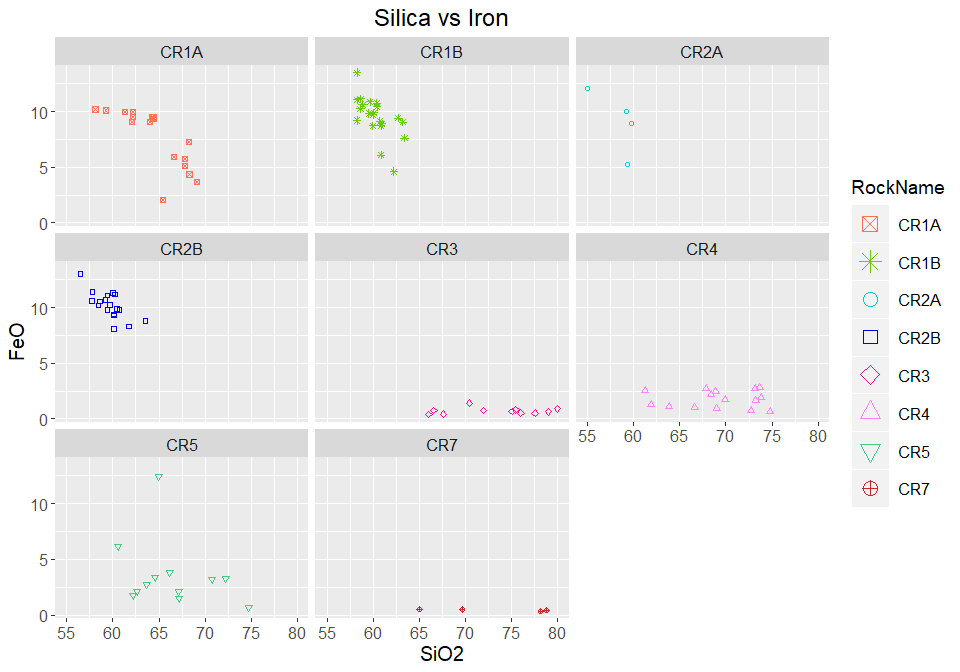 Silica vs Iron
CR1A CR1B CR2A
10
5
0
CR2B CR3 CR4
10
5
0
55 60 65 70 75 80
CR5 CR7
10
5
0
55 60 65 70 75 80 55 60 65 70 75 80
SiO2
FeO
RockName
CR1A
CR1B
CR2A
CR2B
CR3
CR4
CR5
CR7